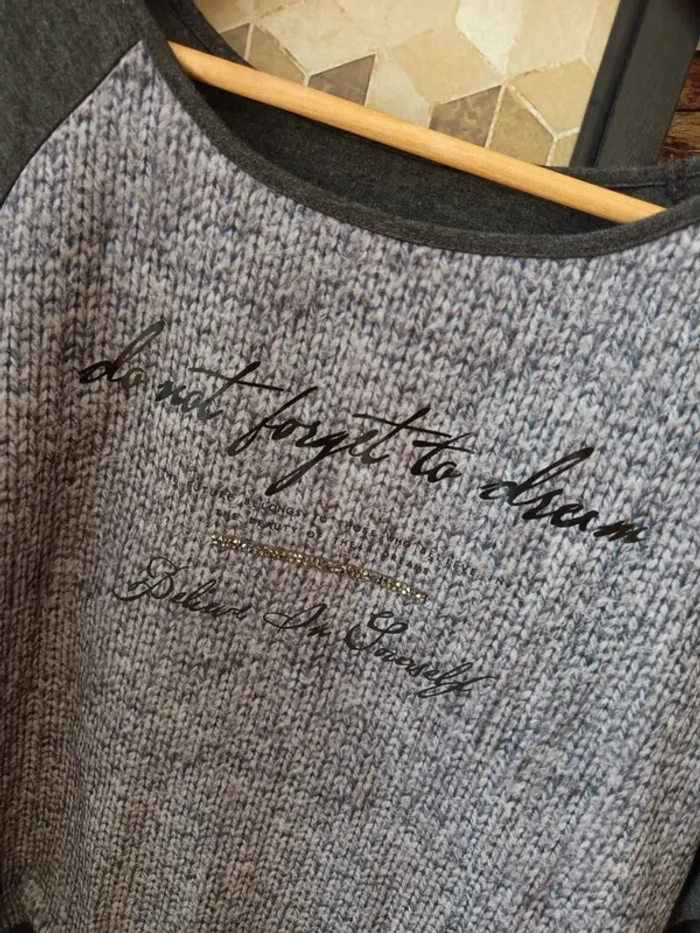 do not forget to dream
THE FUTURE BELONGS TO THOSE WHO BELIEVE IN
THE BEAUTY OF THEIR DREAMS
Believe In Yourself